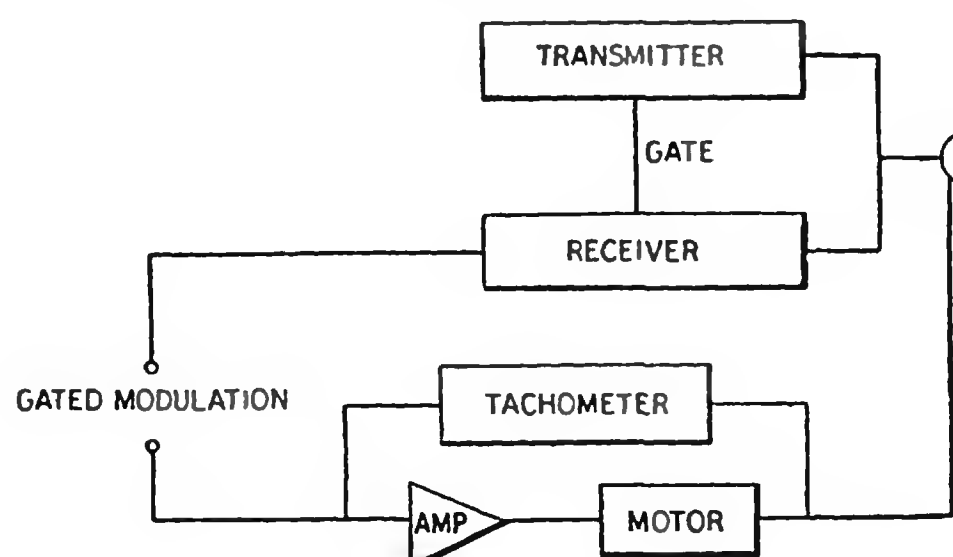 TRANSMITTER
GATE
RECEIVER
GATED MODULATION
TACHOMETER
AMP
MOTOR